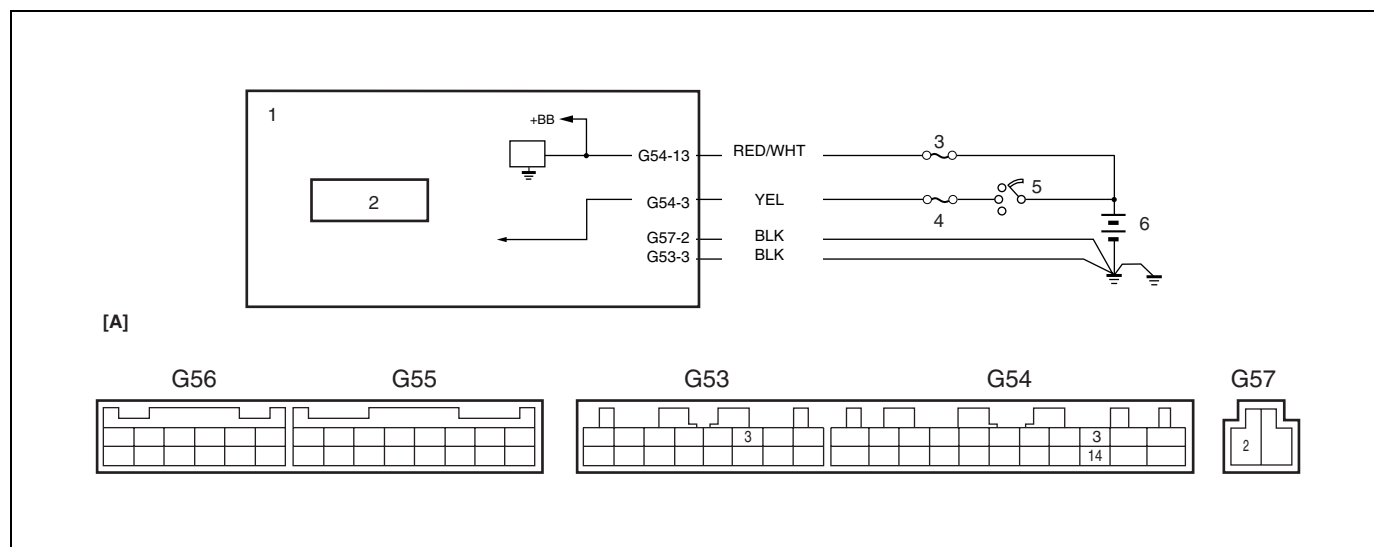 1
+BB
G54-13 RED/WHT 3
2
G54-3 YEL 4 5
6
G57-2 BLK
G53-3 BLK
[A]
G56 G55 G53 G54 G57
3 3
14
2